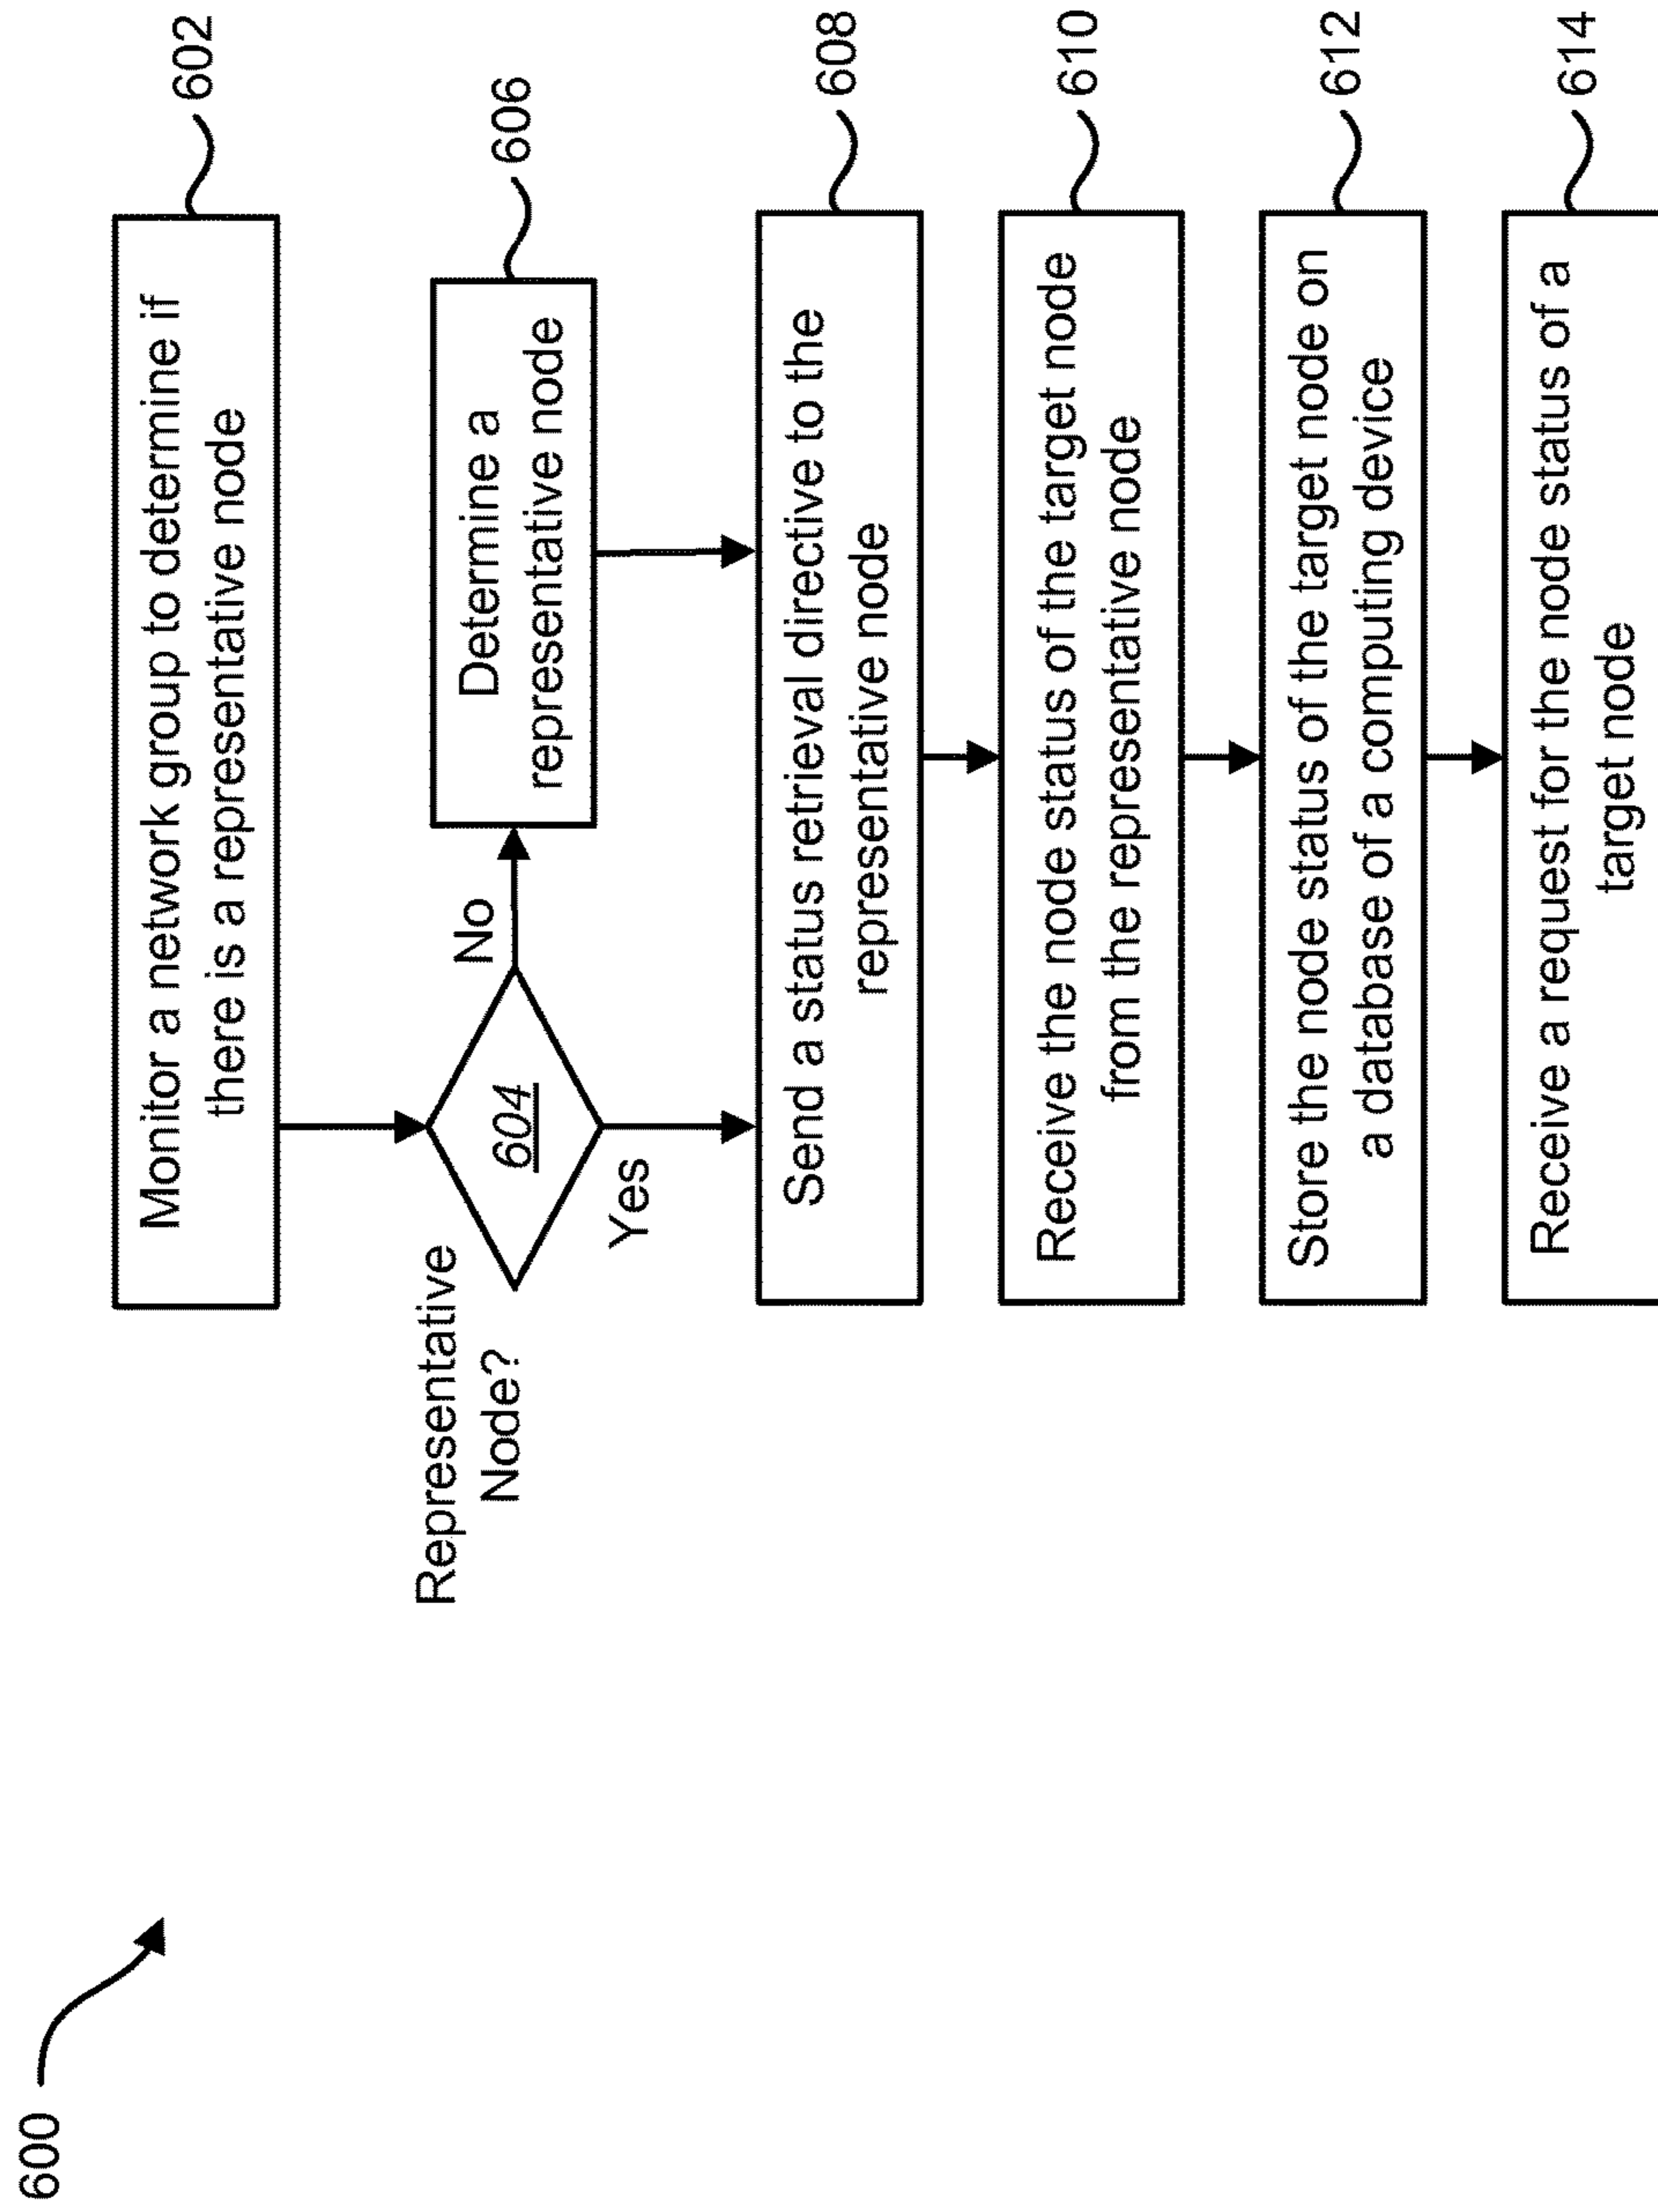 600
Monitor a network group to determine if
there is a representative node
602
Representative
Node?
604
No
Yes
Determine a
representative node
606
Send a status retrieval directive to the
representative node
608
Receive the node status of the target node
from the representative node
610
Store the node status of the target node on
a database of a computing device
612
Receive a request for the node status of a
target node
614